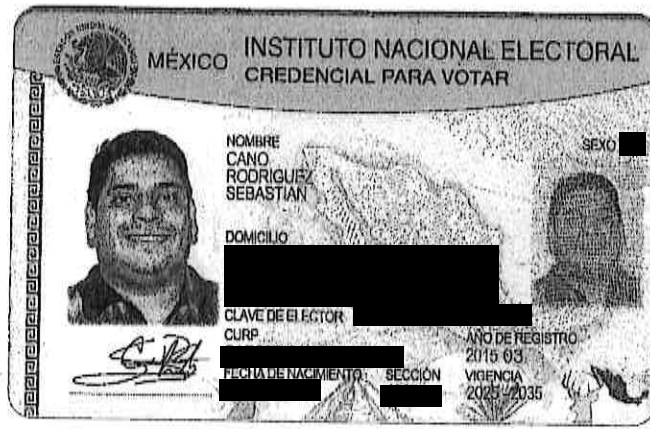 MÉXICO
INSTITUTO NACIONAL ELECTORAL
CREDENCIAL PARA VOTAR
NOMBRE
CANO
RODRIGUEZ
SEBASTIAN
SEXO
DOMICILIO
CLAVE DE ELECTOR
CURP
AÑO DE REGISTRO
2015 03
FECHA DE NACIMIENTO
SECCIÓN
VIGENCIA
2025-2035